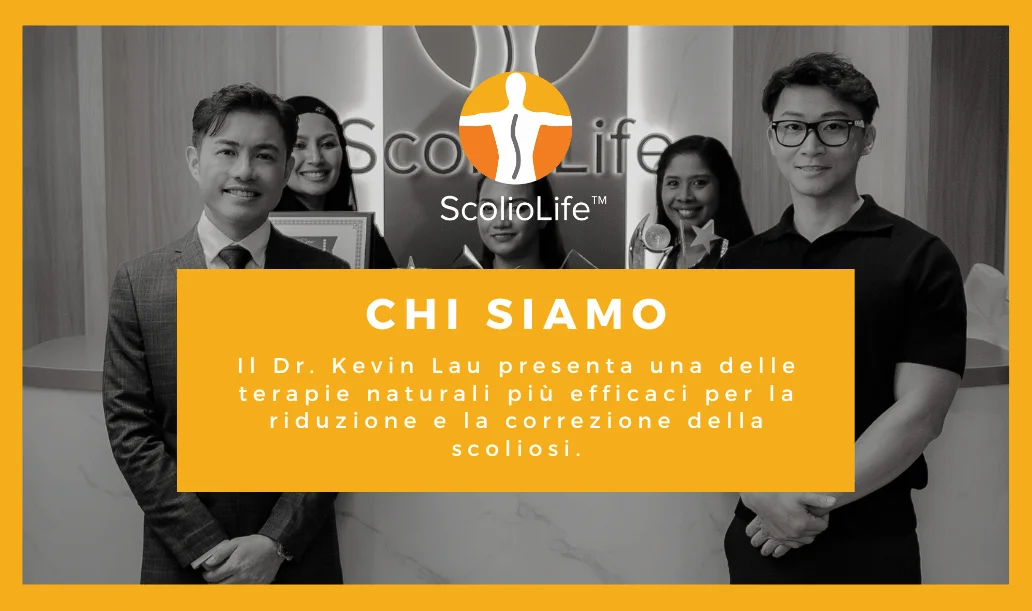 ScolioLife
ScolioLife™
CHI SIAMO
Il Dr. Kevin Lau presenta una delle
terapie naturali più efficaci per la
riduzione e la correzione della
scoliosi.